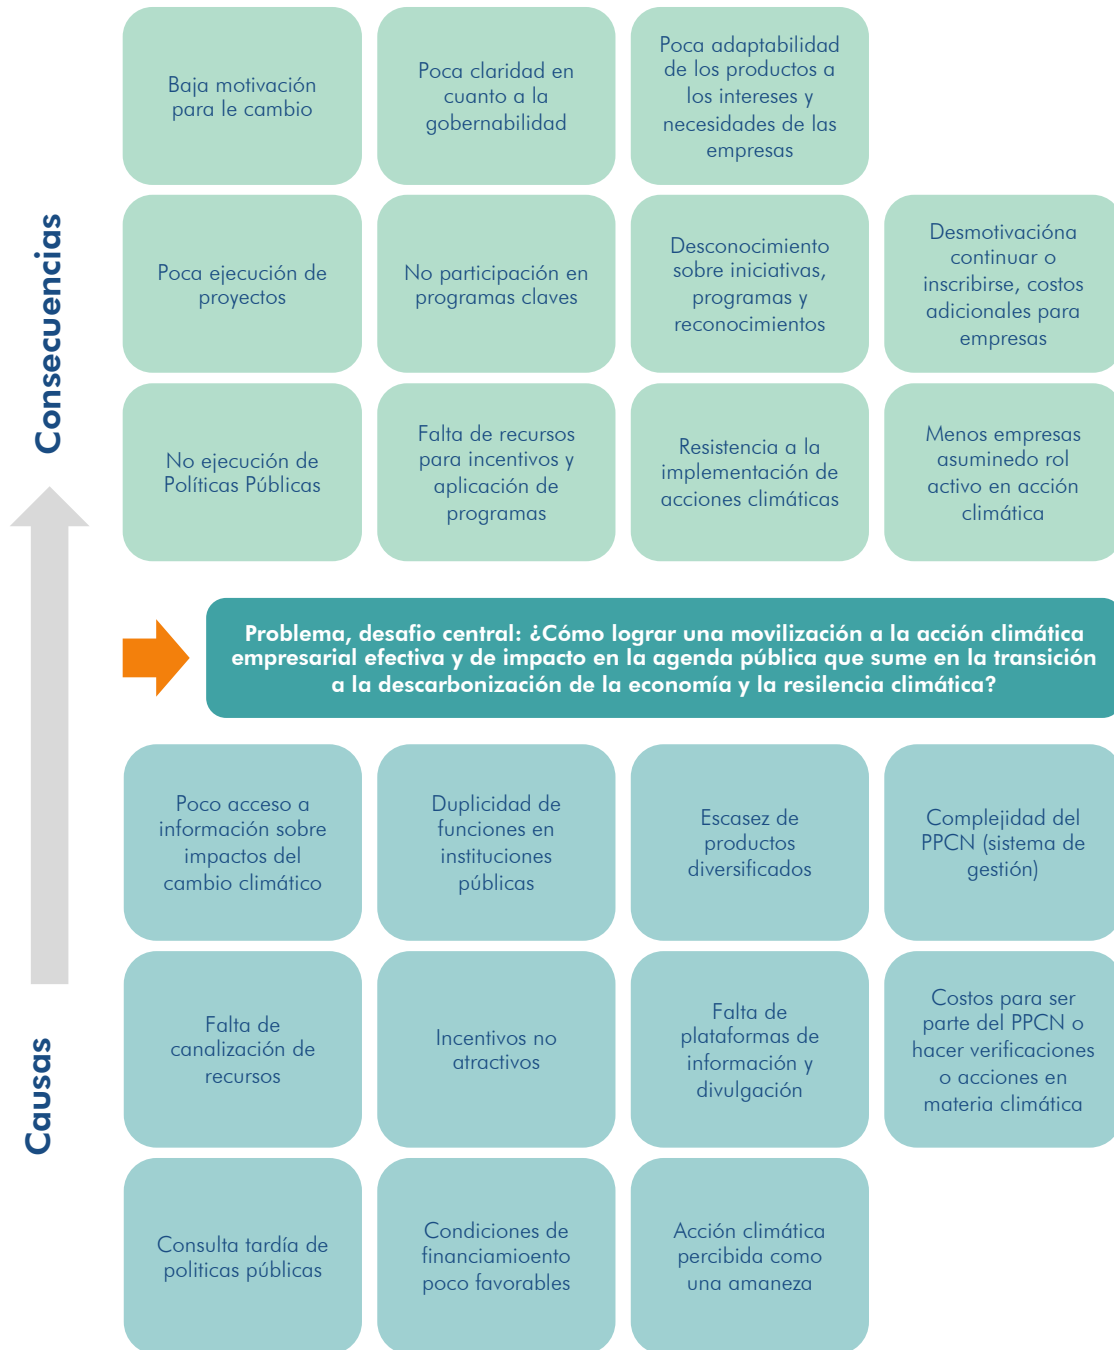 Baja motivación
para le cambio
Poca claridad en
cuanto a la
gobernabilidad
Poca adaptabilidad
de los productos a
los intereses y
necesidades de las
empresas
Consecuencias
Poca ejecución de
proyectos
No participación en
programas claves
Desconocimiento
sobre iniciativas,
programas y
reconocimientos
Desmotivacióna
continuar o
inscribirse, costos
adicionales para
empresas
No ejecución de
Políticas Públicas
Falta de recursos
para incentivos y
aplicación de
programas
Resistencia a la
implementación de
acciones climáticas
Menos empresas
asuminedo rol
activo en acción
climática
Problema, desafio central: ¿Cómo lograr una movilización a la acción climática
empresarial efectiva y de impacto en la agenda pública que sume en la transición
a la descarbonización de la economía y la resilencia climática?
Poco acceso a
información sobre
impactos del
cambio climático
Duplicidad de
funciones en
instituciones
públicas
Escasez de
productos
diversificados
Complejidad del
PPCN (sistema de
gestión)
Causas
Falta de
canalización de
recursos
Incentivos no
atractivos
Falta de
plataformas de
información y
divulgación
Costos para ser
parte del PPCN o
hacer verificaciones
o acciones en
materia climática
Consulta tardía de
politicas públicas
Condiciones de
financiamioento
poco favorables
Acción climática
percibida como
una amaneza